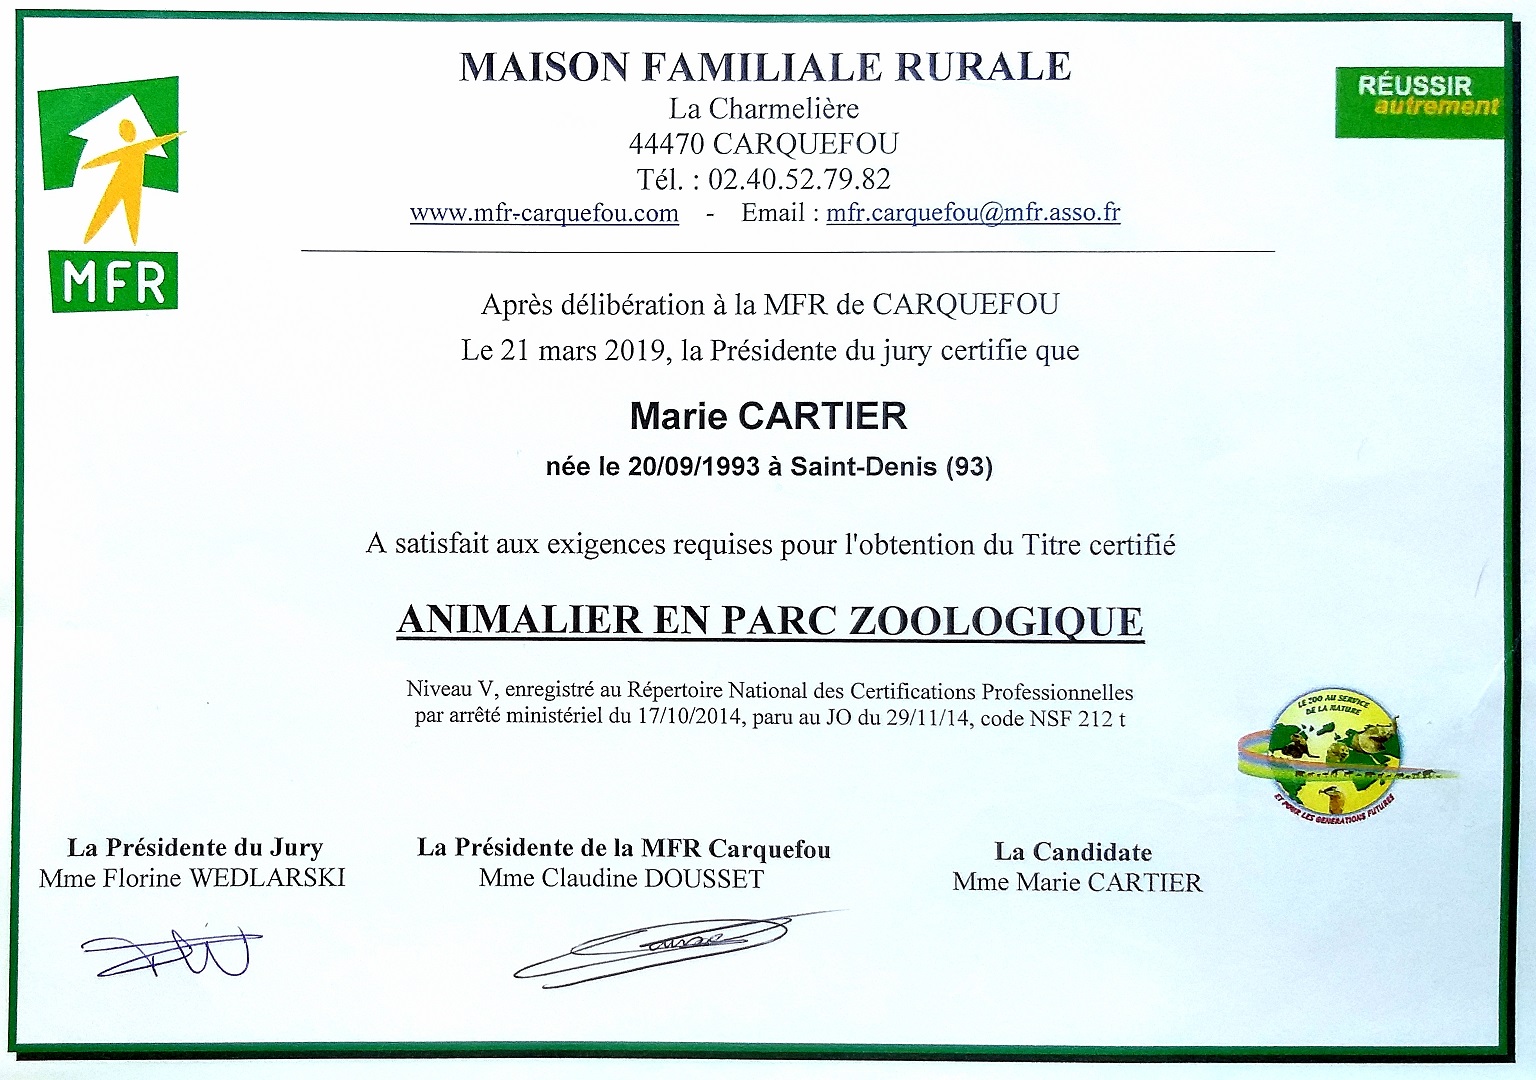 MAISON FAMILIALE RURALE
La Charmelière
44470 CARQUEFOU
Tél. : 02.40.52.79.82
www.mfr-carquefou.com - Email : mfr.carquefou@mfr.asso.fr
MFR
RÉUSSIR
autrement
Après délibération à la MFR de CARQUEFOU
Le 21 mars 2019, la Présidente du jury certifie que
Marie CARTIER
née le 20/09/1993 à Saint-Denis (93)
A satisfait aux exigences requises pour l'obtention du Titre certifié
ANIMALIER EN PARC ZOOLOGIQUE
Niveau V, enregistré au Répertoire National des Certifications Professionnelles
par arrêté ministériel du 17/10/2014, paru au JO du 29/11/14, code NSF 212 t
LE ZOO AU SERVICE
DE LA NATURE
ET POUR LES GENERATIONS FUTURES
La Présidente du Jury
Mme Florine WEDLARSKI
La Présidente de la MFR Carquefou
Mme Claudine DOUSSET
La Candidate
Mme Marie CARTIER